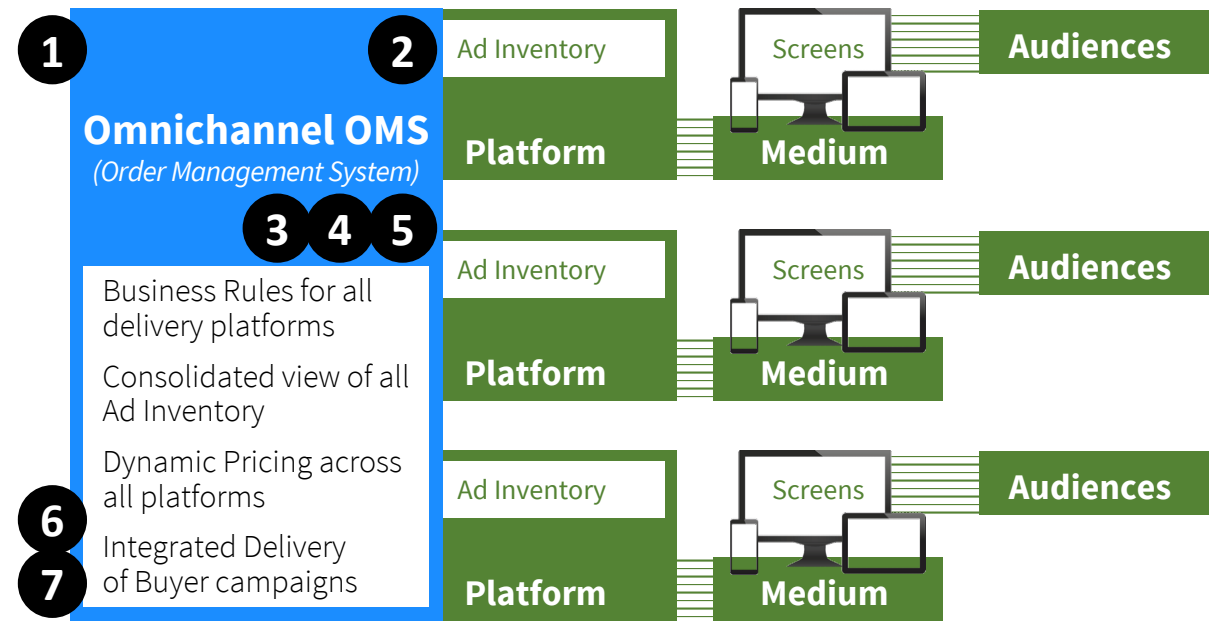 1
2
Omnichannel OMS
(Order Management System)
3 4 5
Business Rules for all
delivery platforms
Consolidated view of all
Ad Inventory
Dynamic Pricing across
all platforms
6
Integrated Delivery
of Buyer campaigns
7
Ad Inventory
Platform
Screens
Medium
Audiences
Ad Inventory
Platform
Screens
Medium
Audiences
Ad Inventory
Platform
Screens
Medium
Audiences